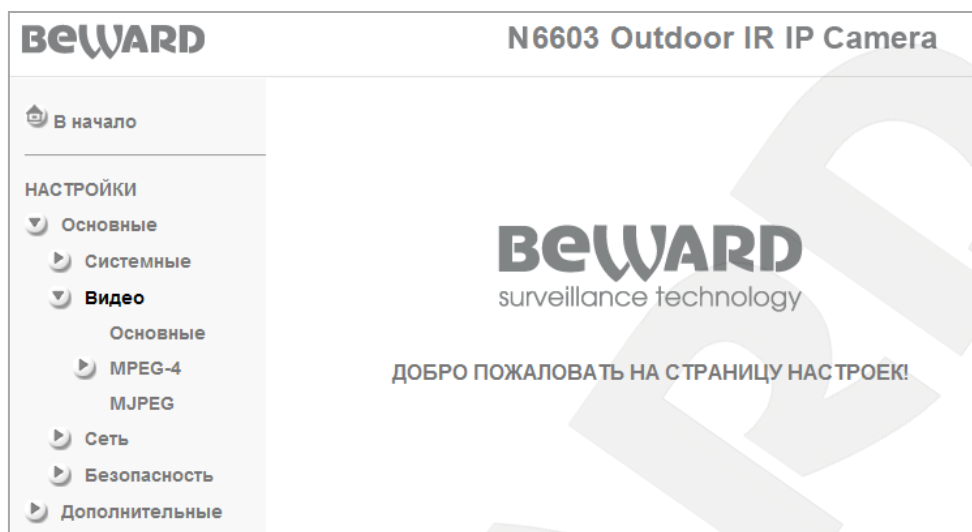 BEWARD
N6603 Outdoor IR IP Camera
В начало
НАСТРОЙКИ
Основные
Системные
Видео
Основные
MPEG-4
MJPEG
Сеть
Безопасность
Дополнительные
BEWARD
surveillance technology
ДОБРО ПОЖАЛОВАТЬ НА СТРАНИЦУ НАСТРОЕК!